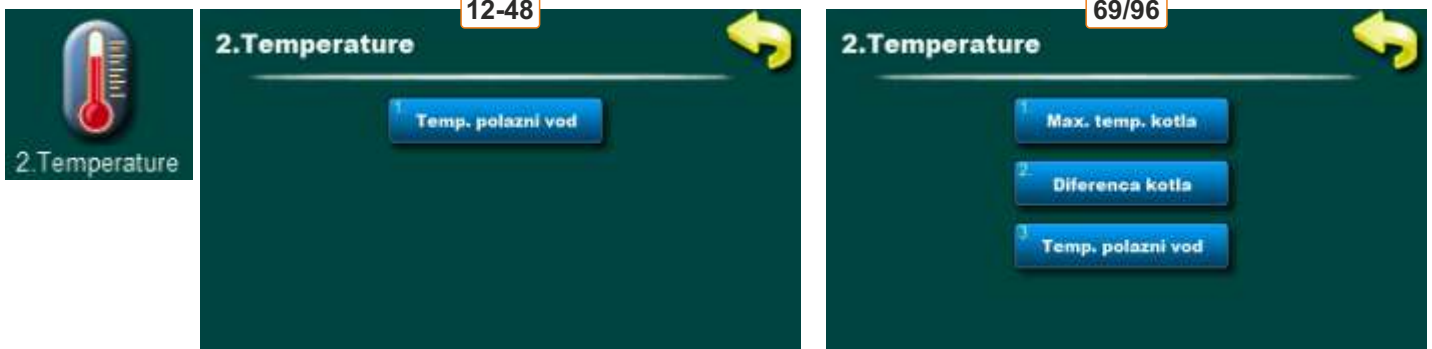 2.Temperature
12-48
2.Temperature
1.
Temp. polazni vod
69/96
2.Temperature
1.
Max. temp. kotla
2.
Diferenca kotla
3.
Temp. polazni vod